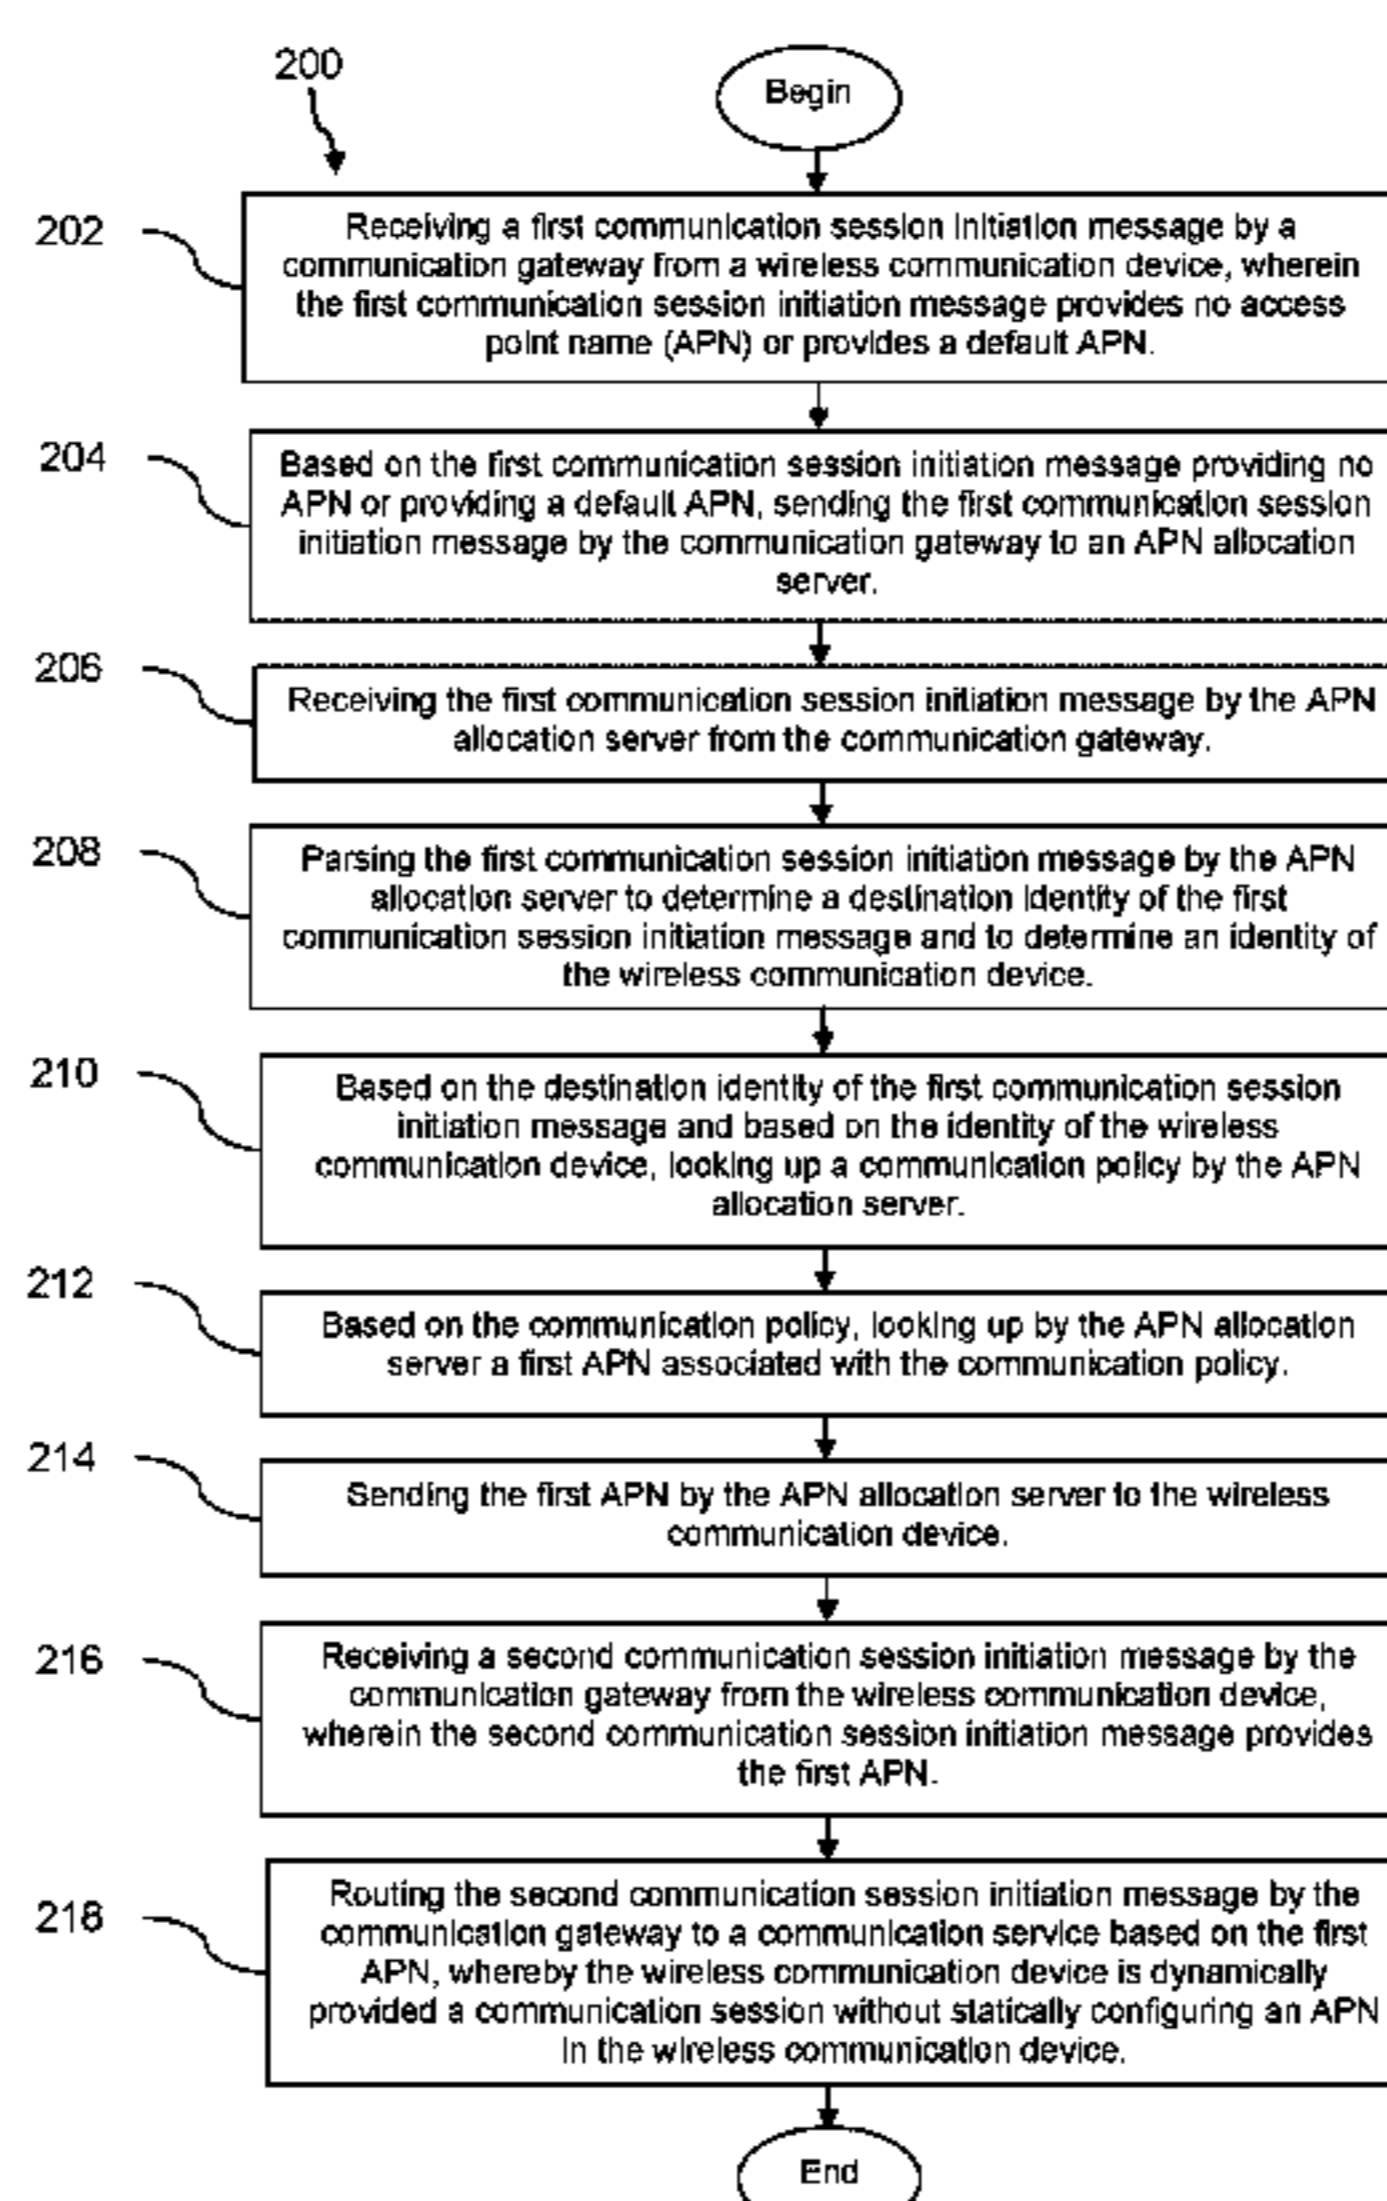 200
Begin
202
Receiving a first communication session initiation message by a
communication gateway from a wireless communication device, wherein
the first communication session initiation message provides no access
point name (APN) or provides a default APN.
204
Based on the first communication session initiation message providing no
APN or providing a default APN, sending the first communication session
initiation message by the communication gateway to an APN allocation
server.
206
Receiving the first communication session initiation message by the APN
allocation server from the communication gateway.
208
Parsing the first communication session initiation message by the APN
allocation server to determine a destination identity of the first
communication session initiation message and to determine an identity of
the wireless communication device.
210
Based on the destination identity of the first communication session
initiation message and based on the identity of the wireless
communication device, looking up a communication policy by the APN
allocation server.
212
Based on the communication policy, looking up by the APN allocation
server a first APN associated with the communication policy.
214
Sending the first APN by the APN allocation server to the wireless
communication device.
216
Receiving a second communication session initiation message by the
communication gateway from the wireless communication device,
wherein the second communication session initiation message provides
the first APN.
218
Routing the second communication session initiation message by the
communication gateway to a communication service based on the first
APN, whereby the wireless communication device is dynamically
provided a communication session without statically configuring an APN
in the wireless communication device.
End